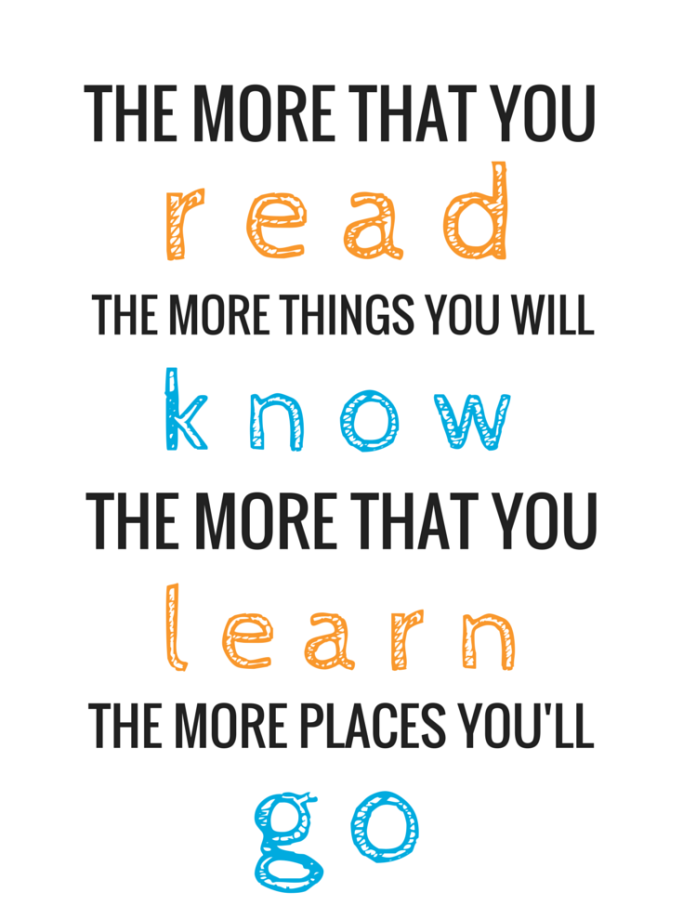 THE MORE THAT YOU
read
THE MORE THINGS YOU WILL
know
THE MORE THAT YOU
learn
THE MORE PLACES YOU'LL
go